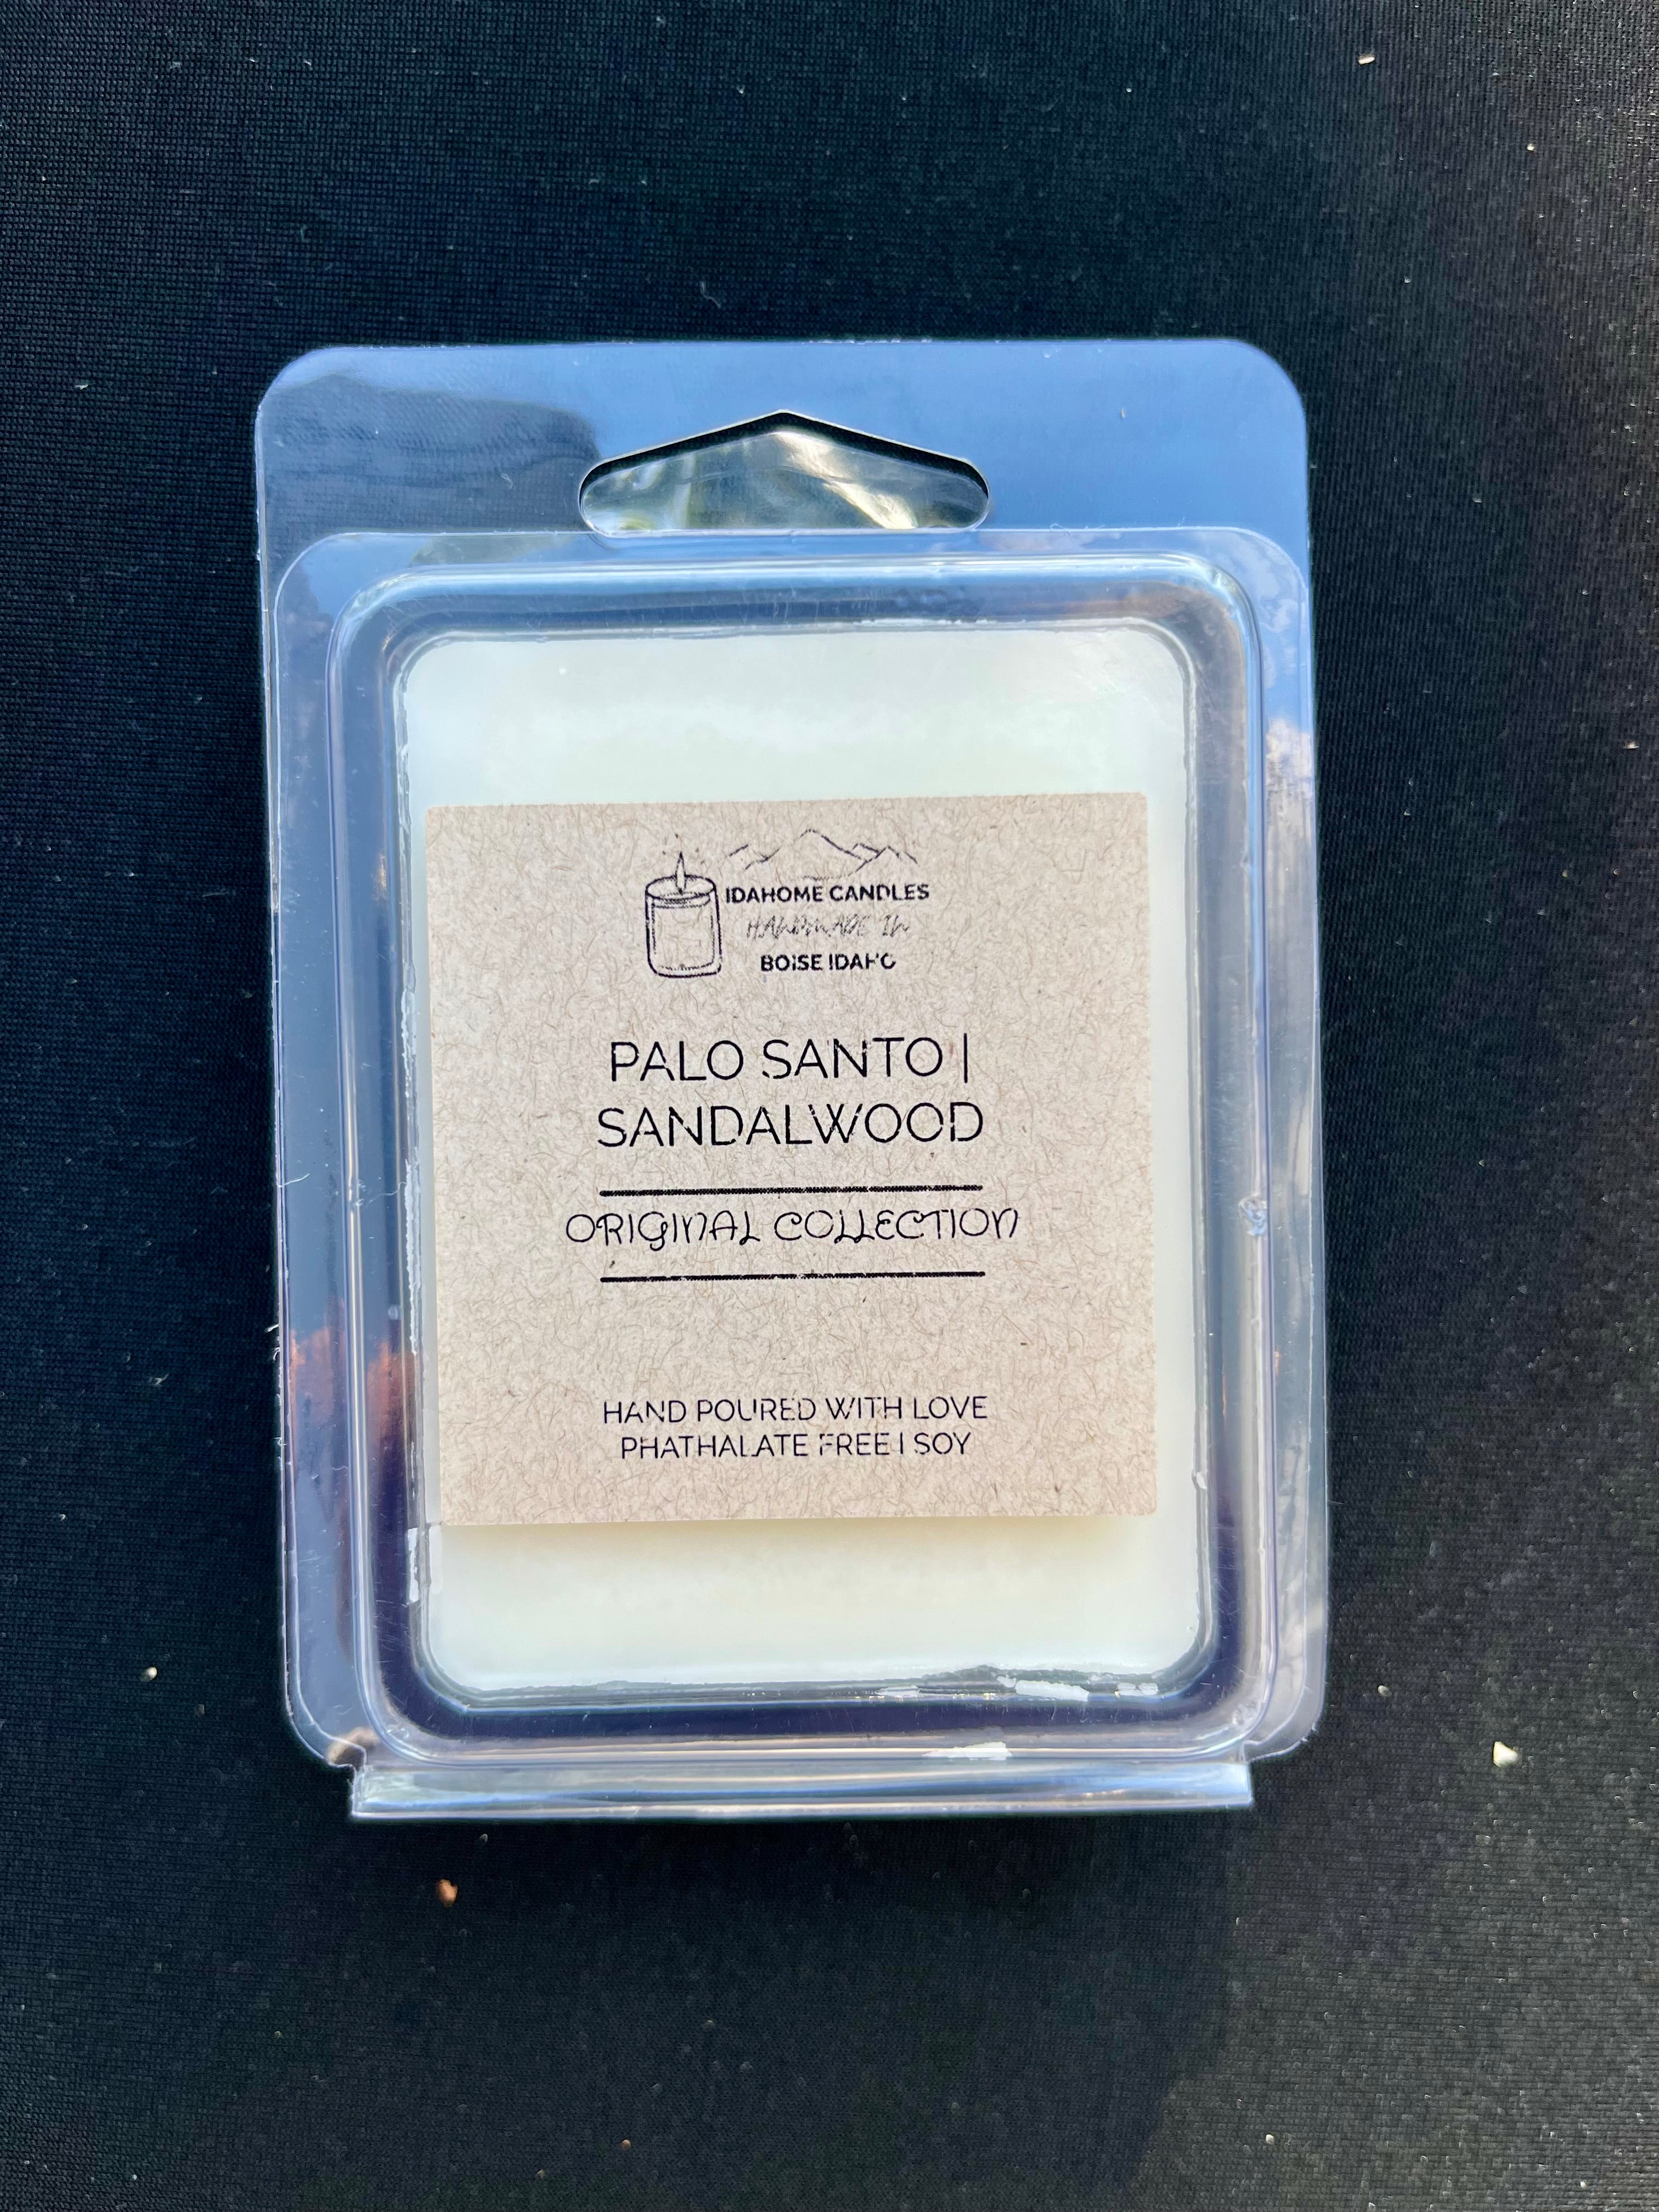 IDAHOME CANDLES
HANDMADE IN
BOISE IDAHO
PALO SANTO |
SANDALWOOD
ORIGINAL COLLECTION
HAND POURED WITH LOVE
PHATHALATE FREE | SOY